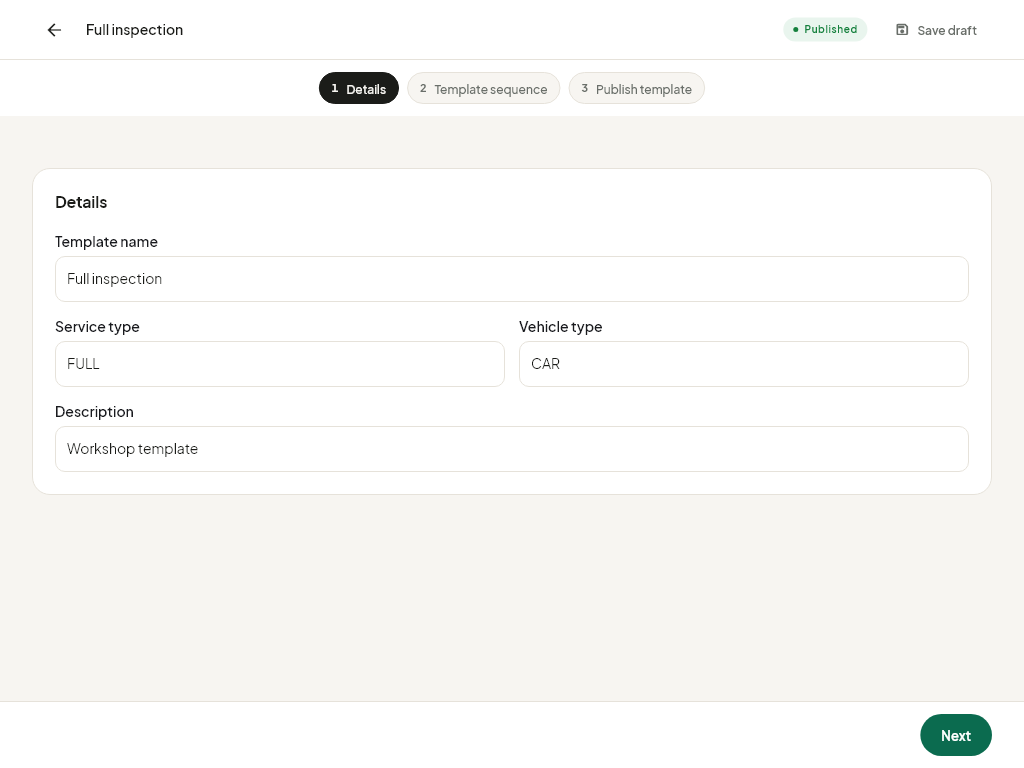 Full inspection
Published
Save draft
1 Details
2 Template sequence
3 Publish template
Details
Template name
Full inspection
Service type
Vehicle type
FULL
CAR
Description
Workshop template
Next